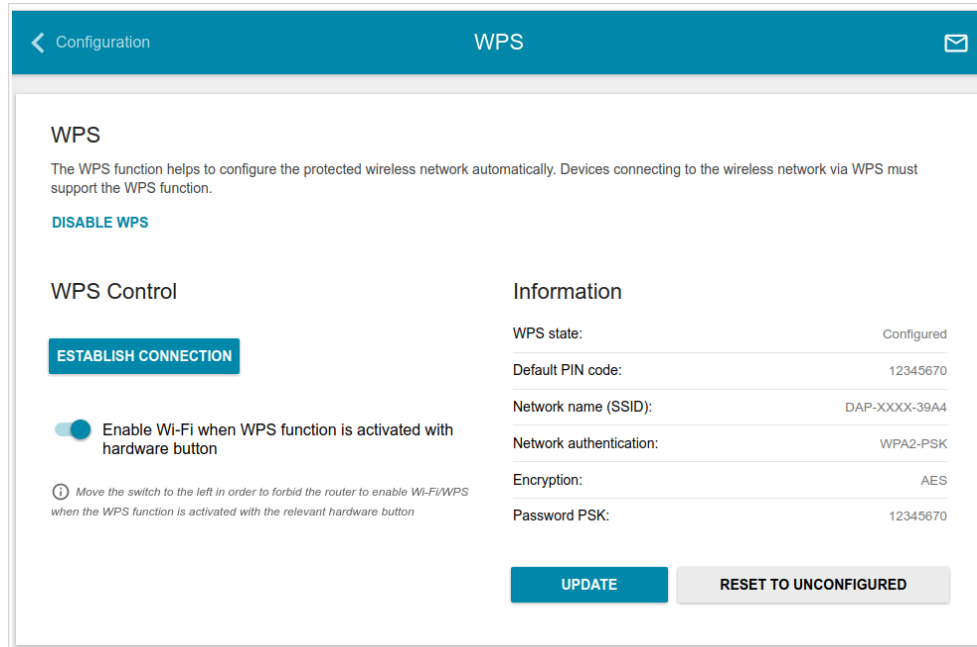 Configuration
WPS
WPS
The WPS function helps to configure the protected wireless network automatically. Devices connecting to the wireless network via WPS must
support the WPS function.
DISABLE WPS
WPS Control
ESTABLISH CONNECTION
Enable Wi-Fi when WPS function is activated with
hardware button
Move the switch to the left in order to forbid the router to enable Wi-Fi/WPS
when the WPS function is activated with the relevant hardware button
Information
WPS state: Configured
Default PIN code: 12345670
Network name (SSID): DAP-XXXX-39A4
Network authentication: WPA2-PSK
Encryption: AES
Password PSK: 12345670
UPDATE
RESET TO UNCONFIGURED